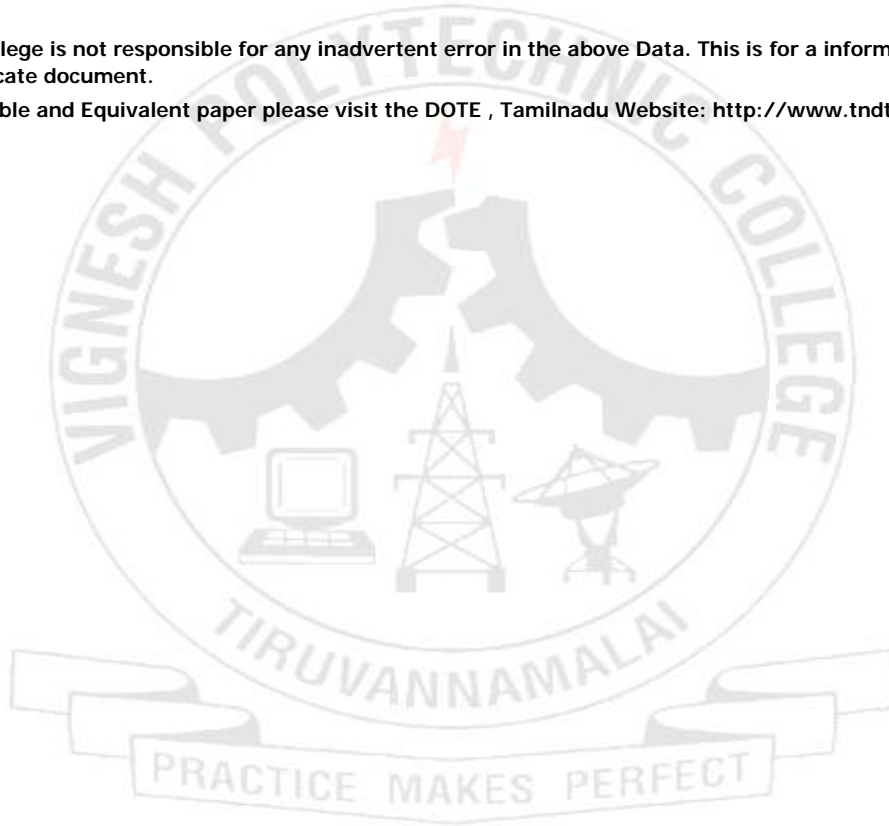 lege is not responsible for any inadvertent error in the above Data. This is for a inform
cate document.
ble and Equivalent paper please visit the DOTE , Tamilnadu Website: http://www.tndt
VIGNESH POLYTECHNIC COLLEGE
TIRUVANNAMALAI
PRACTICE MAKES PERFECT